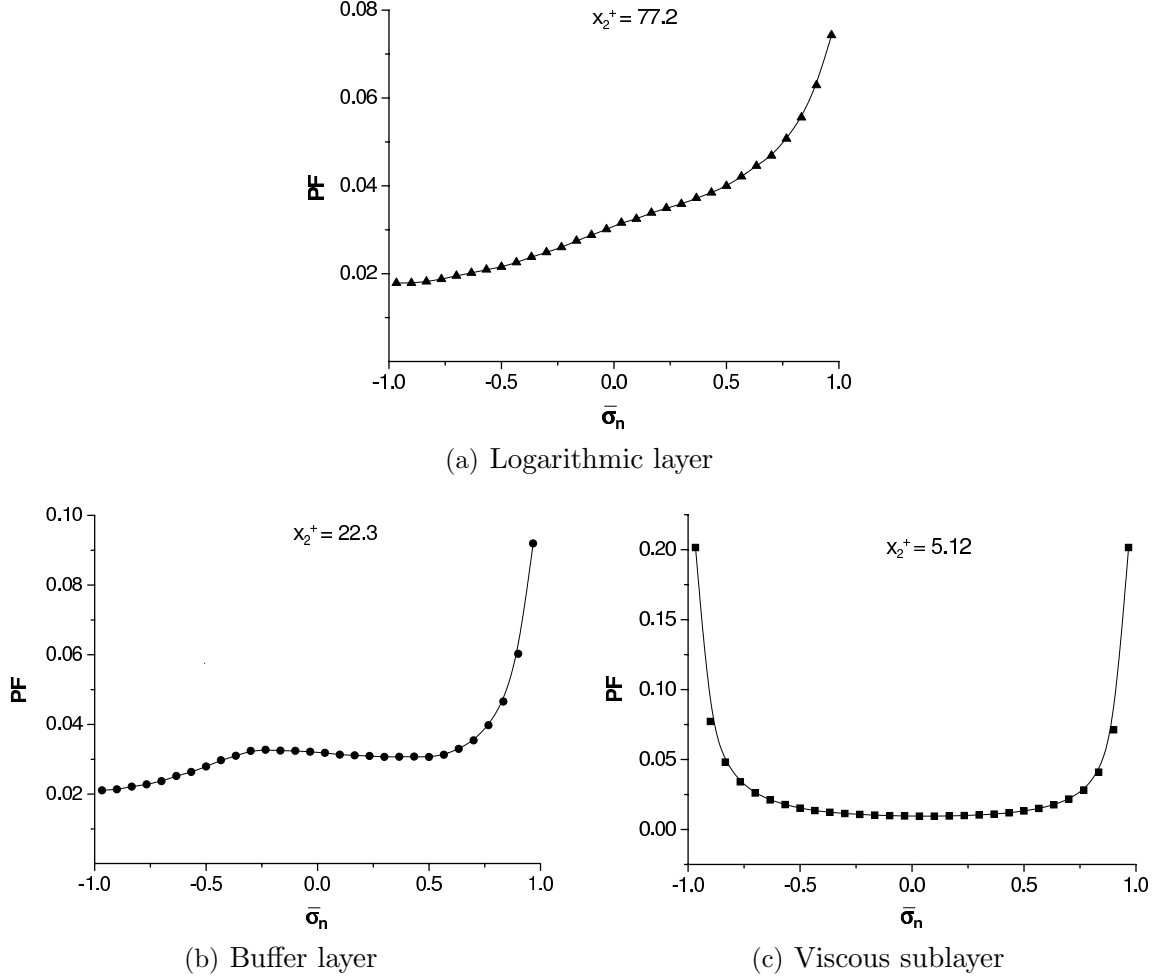 0.08
x₂⁺ = 77.2
0.06
PF
0.04
0.02
-1.0 -0.5 0.0 0.5 1.0
σ̄ₙ
(a) Logarithmic layer
0.10
x₂⁺ = 22.3
0.08
0.06
PF
0.04
0.02
-1.0 -0.5 0.0 0.5 1.0
σ̄ₙ
(b) Buffer layer
x₂⁺ = 5.12
0.20
0.15
PF
0.10
0.05
0.00
-1.0 -0.5 0.0 0.5 1.0
σ̄ₙ
(c) Viscous sublayer